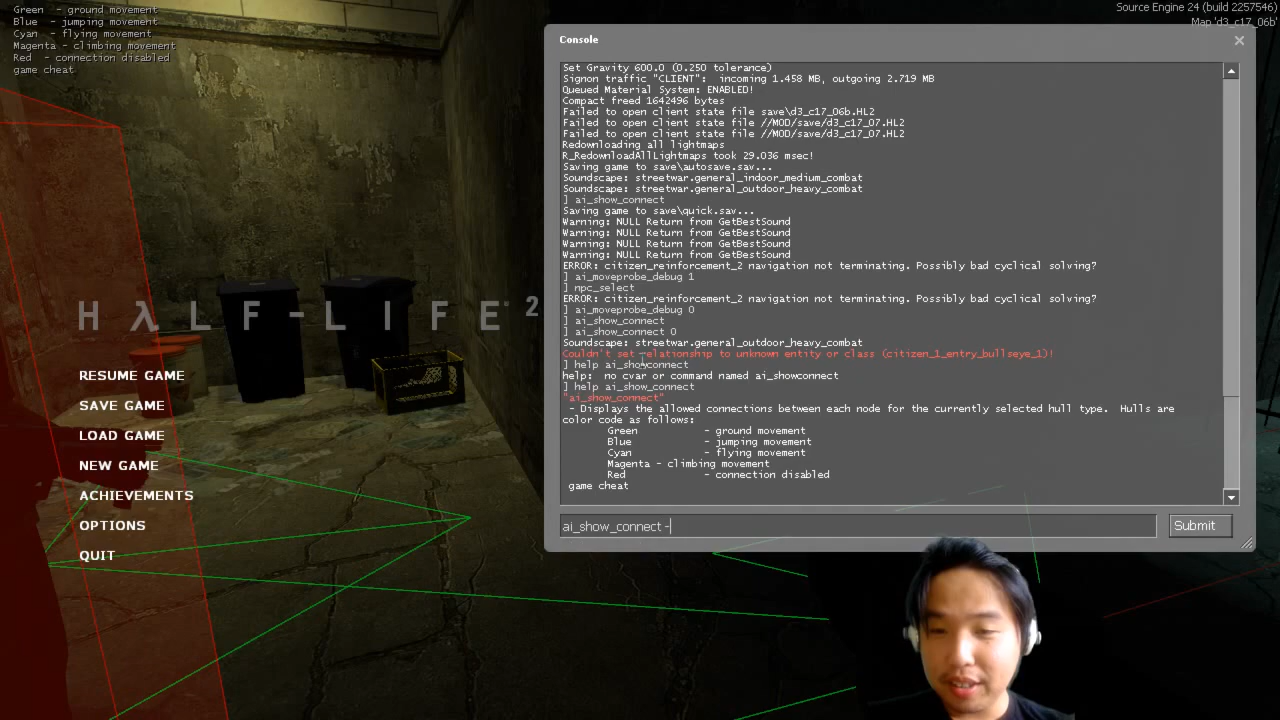 Green - ground movement
Blue - jumping movement
Cyan - flying movement
Magenta - climbing movement
Red - connection disabled
game cheat
Source Engine 24 (build 2257546)
Map 'd3_c17_06b'
Console
Set Gravity 600.0 (0.250 tolerance)
Signon traffic "CLIENT": incoming 1.458 MB, outgoing 2.719 MB
Queued Material System: ENABLED!
Compact freed 1642496 bytes
Failed to open client state file save\d3_c17_06b.HL2
Failed to open client state file //MOD/save/d3_c17_07.HL2
Failed to open client state file //MOD/save/d3_c17_07.HL2
Redownloading all lightmaps
R_RedownloadAllLightmaps took 29.036 msec!
Saving game to save\autosave.sav...
Soundscape: streetwar.general_indoor_medium_combat
Soundscape: streetwar.general_outdoor_heavy_combat
] ai_show_connect
Saving game to save\quick.sav...
Warning: NULL Return from GetBestSound
Warning: NULL Return from GetBestSound
Warning: NULL Return from GetBestSound
Warning: NULL Return from GetBestSound
ERROR: citizen_reinforcement_2 navigation not terminating. Possibly bad cyclical solving?
] ai_moveprobe_debug 1
] npc_select
ERROR: citizen_reinforcement_2 navigation not terminating. Possibly bad cyclical solving?
] ai_moveprobe_debug 0
] ai_show_connect
] ai_show_connect 0
Soundscape: streetwar.general_outdoor_heavy_combat
Couldn't set relationship to unknown entity or class (citizen_1_entry_bullseye_1)!
] help ai_showconnect
help: no cvar or command named ai_showconnect
] help ai_show_connect
"ai_show_connect"
- Displays the allowed connections between each node for the currently selected hull type. Hulls are
color code as follows:
Green - ground movement
Blue - jumping movement
Cyan - flying movement
Magenta - climbing movement
Red - connection disabled
game cheat
ai_show_connect -
Submit
HλLF-LIFE 2
RESUME GAME
SAVE GAME
LOAD GAME
NEW GAME
ACHIEVEMENTS
OPTIONS
QUIT